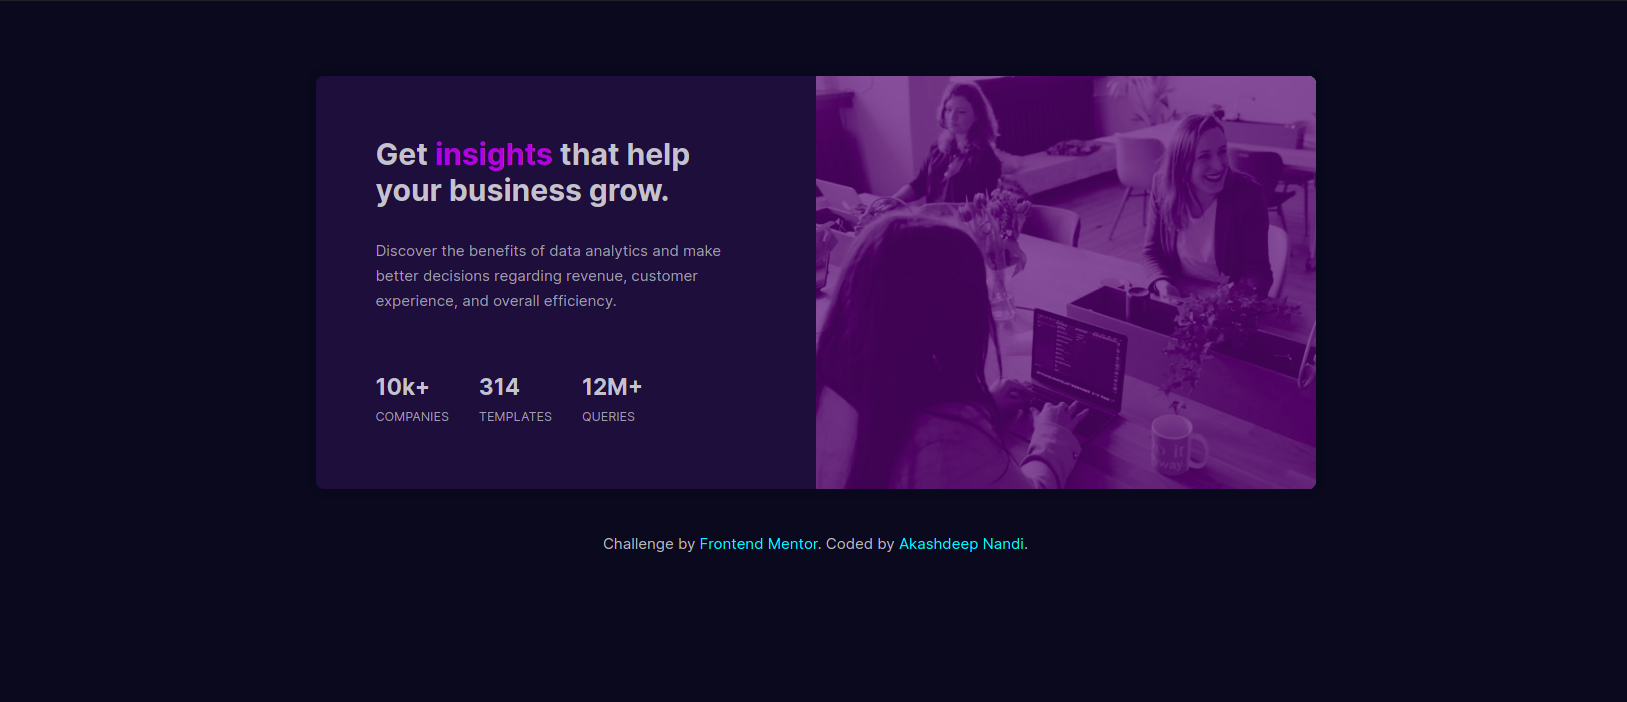 Get insights that help
your business grow.
Discover the benefits of data analytics and make
better decisions regarding revenue, customer
experience, and overall efficiency.
10k+ 314 12M+
COMPANIES TEMPLATES QUERIES
Challenge by Frontend Mentor. Coded by Akashdeep Nandi.